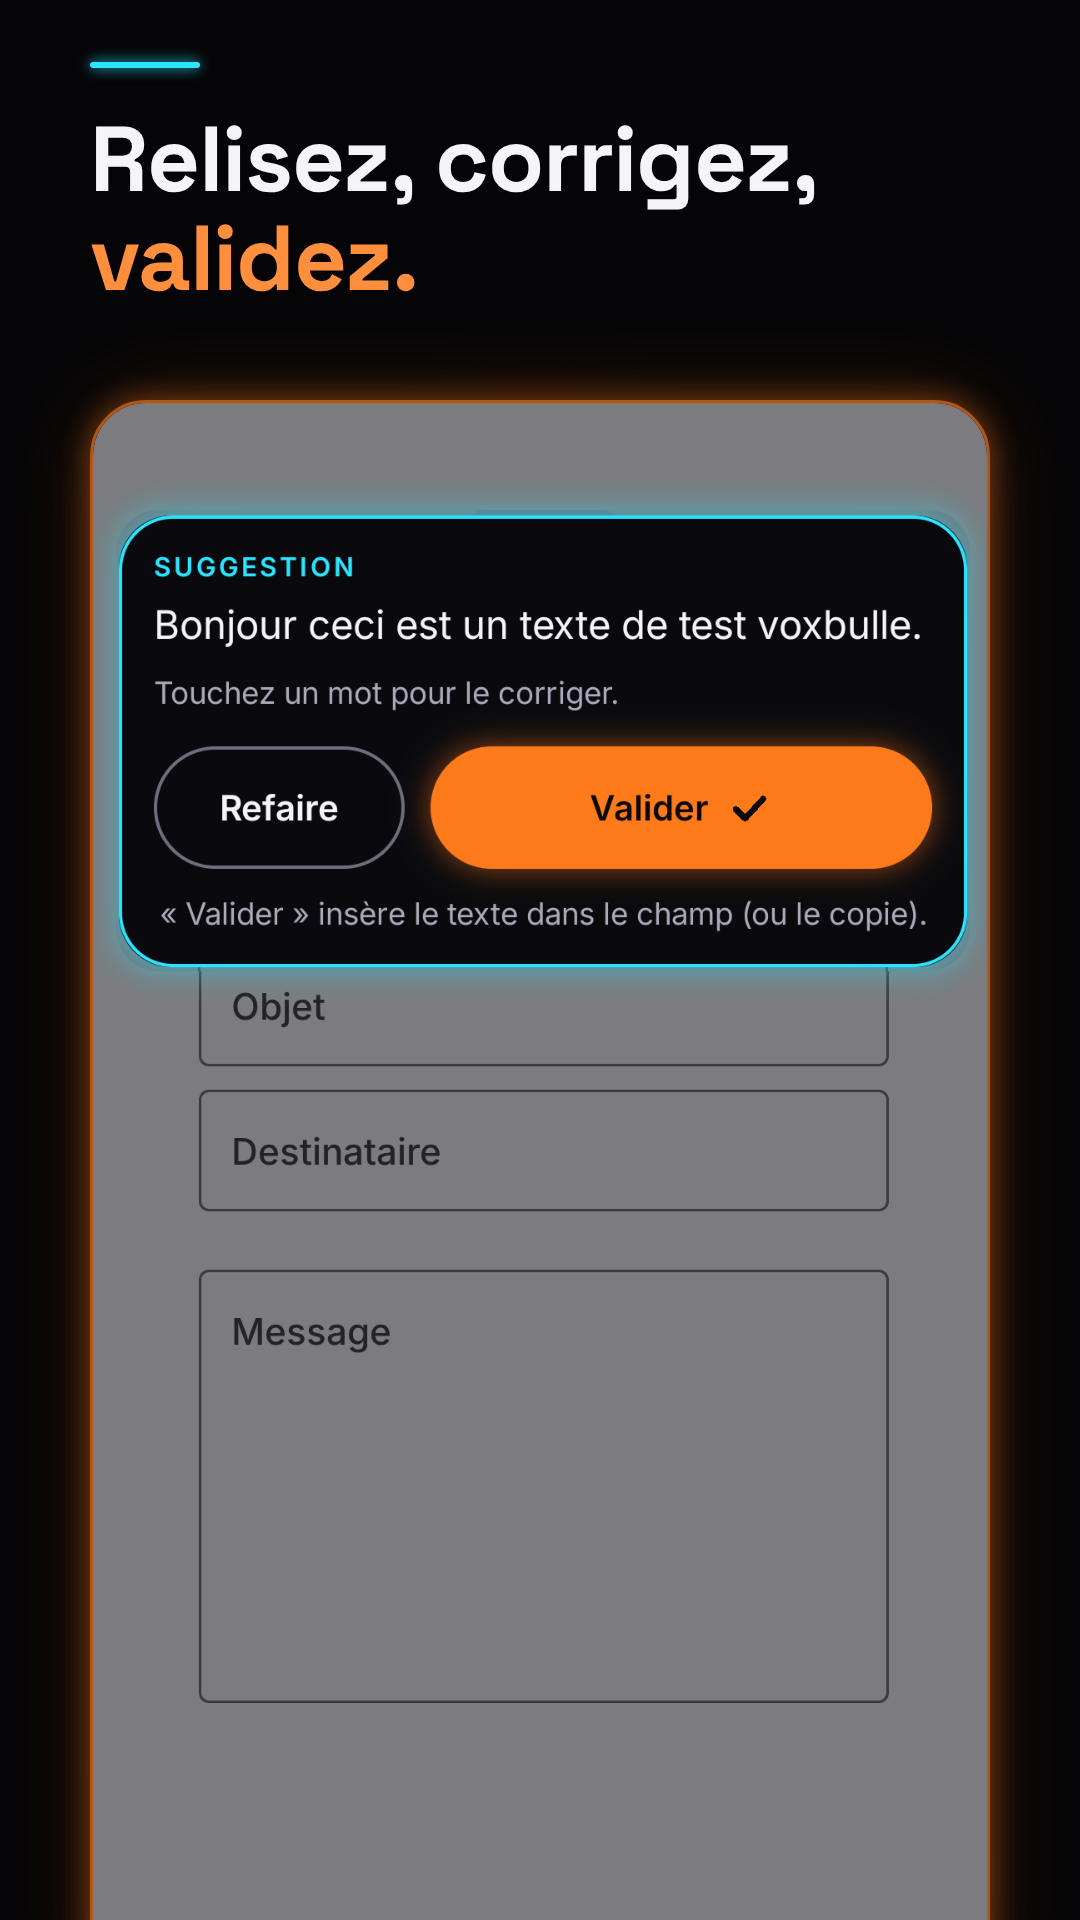 Relisez, corrigez,
validez.
SUGGESTION
Bonjour ceci est un texte de test voxbulle.
Touchez un mot pour le corriger.
Refaire
Valider ✓
« Valider » insère le texte dans le champ (ou le copie).
Objet
Destinataire
Message